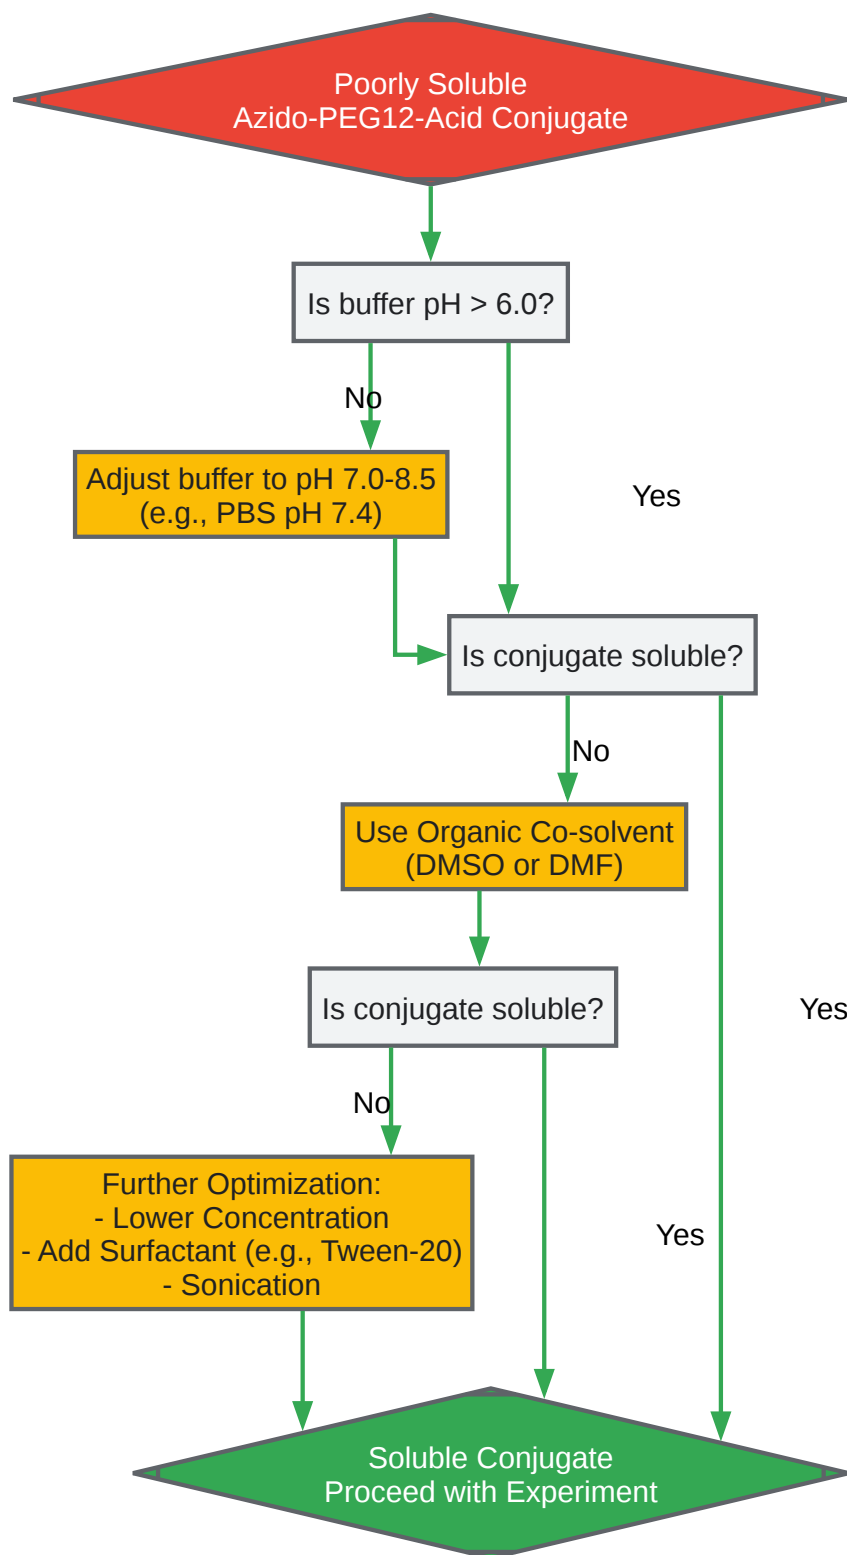 Poorly Soluble
Azido-PEG12-Acid Conjugate
Is buffer pH > 6.0?
No
Adjust buffer to pH 7.0-8.5
(e.g., PBS pH 7.4)
Yes
Is conjugate soluble?
No
Use Organic Co-solvent
(DMSO or DMF)
Is conjugate soluble?
Yes
No
Further Optimization:
- Lower Concentration
- Add Surfactant (e.g., Tween-20)
- Sonication
Yes
Soluble Conjugate
Proceed with Experiment